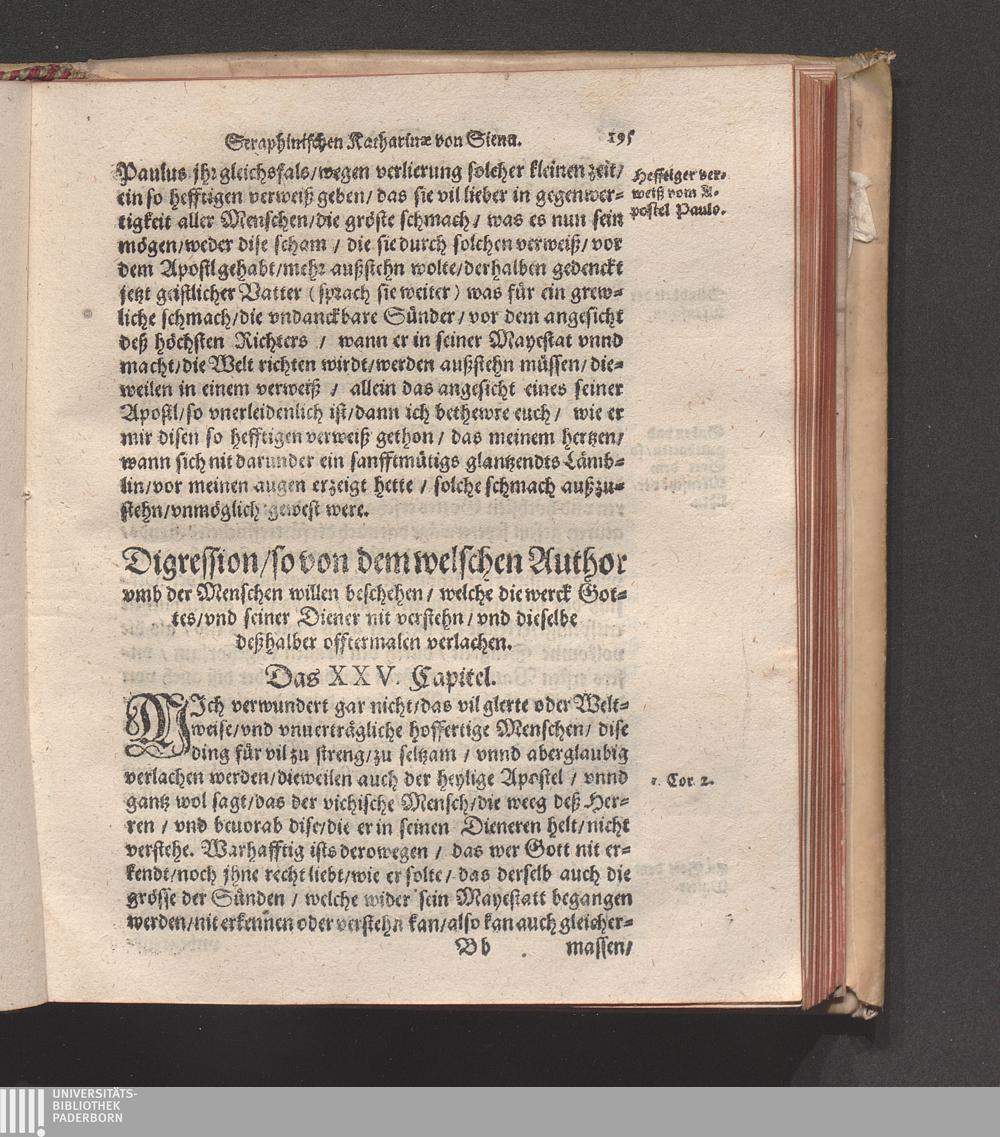 Seraphinischen Katharinæ von Siena. 195
Paulus jhr gleichsfals/wegen verlierung solcher kleinen zeit/
ein so hefftigen verweiß geben/das sie vil lieber in gegenwer-
tigkeit aller Menschen/die gröste schmach/was es nun sein
mögen/weder dise scham/die sie durch solchen verweiß/vor
dem Apostl gehabt/mehr außstehn wolte/derhalben gedenckt
jetzt geistlicher Vatter (sprach sie weiter) was für ein grew-
liche schmach/die vndanckbare Sünder/vor dem angesicht
deß höchsten Richters/wann er in seiner Mayestat vnnd
macht/die Welt richten wirdt/werden außstehn müssen/die-
weilen in einem verweiß/allein das angesicht eines seiner
Apostl/so vnerleidenlich ist/dann ich bethewre euch/wie er
mir disen so hefftigen verweiß gethon/das meinem hertzen/
wann sich nit darunder ein sanfftmütigs glantzendts Lämb-
lin/vor meinen augen erzeigt hette/solche schmach außzu-
stehn/vnmöglich gewest were.
Heffeiger ver-
weiß vom A-
postel Paulo.
Digression/so von dem welschen Author
vmb der Menschen willen beschehen/welche die werck Got-
tes/vnd seiner Diener nit verstehn/vnd dieselbe
deßhalber offtermalen verlachen.
Das XXV. Capitel.
MIch verwundert gar nicht/das vil glerte oder Welt-
weise/vnd vnuerträgliche hoffertige Menschen/dise
ding für vil zu streng/zu seltzam/vnnd aberglaubig
verlachen werden/dieweilen auch der heylige Apostel/vnnd
gantz wol sagt/das der vichische Mensch/die weeg deß Her-
ren/vnd beuorab dise/die er in seinen Dieneren helt/nicht
verstehe. Warhafftig ists derowegen/das wer Gott nit er-
kendt/noch jhne recht liebt/wie er solte/das derselb auch die
grösse der Sünden/welche wider sein Mayestatt begangen
werden/nit erkennen oder verstehn kan/also kan auch gleicher-
1. Cor. 2.
Bb massen/
UNIVERSITÄTS-
BIBLIOTHEK
PADERBORN